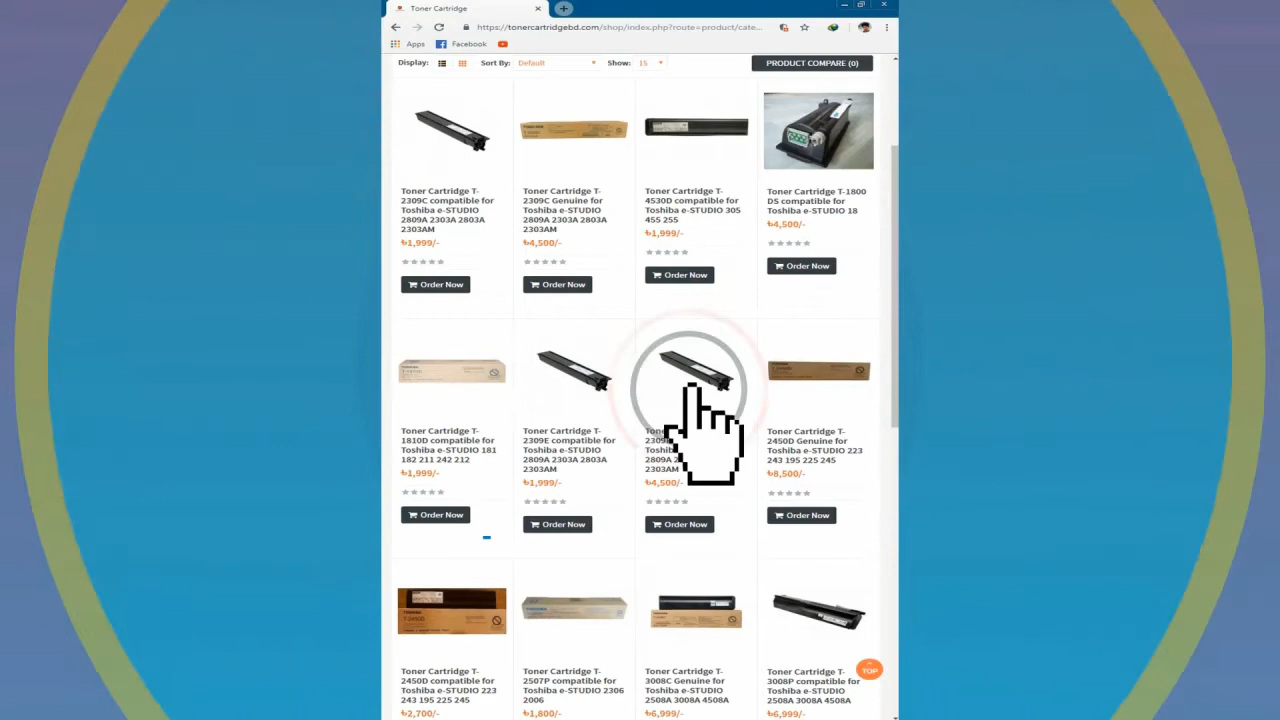 Toner Cartridge
https://tonercartridgebd.com/shop/index.php?route=product/cate...
Apps Facebook
Display: Sort By: Default Show: 15 PRODUCT COMPARE (0)
Toner Cartridge T-
2309C compatible for
Toshiba e-STUDIO
2809A 2303A 2803A
2303AM
৳1,999/-
Order Now
Toner Cartridge T-
2309C Genuine for
Toshiba e-STUDIO
2809A 2303A 2803A
2303AM
৳4,500/-
Order Now
Toner Cartridge T-
4530D compatible for
Toshiba e-STUDIO 305
455 255
৳1,999/-
Order Now
Toner Cartridge T-1800
DS compatible for
Toshiba e-STUDIO 18
৳4,500/-
Order Now
Toner Cartridge T-
1810D compatible for
Toshiba e-STUDIO 181
182 211 242 212
৳1,999/-
Order Now
Toner Cartridge T-
2309E compatible for
Toshiba e-STUDIO
2809A 2303A 2803A
2303AM
৳1,999/-
Order Now
2809A
2303AM
৳4,500/-
Order Now
Toner Cartridge T-
2450D Genuine for
Toshiba e-STUDIO 223
243 195 225 245
৳8,500/-
Order Now
Toner Cartridge T-
2450D compatible for
Toshiba e-STUDIO 223
243 195 225 245
৳2,700/-
Toner Cartridge T-
2507P compatible for
Toshiba e-STUDIO 2306
2006
৳1,800/-
Toner Cartridge T-
3008C Genuine for
Toshiba e-STUDIO
2508A 3008A 4508A
৳6,999/-
Toner Cartridge T-
3008P compatible for
Toshiba e-STUDIO
2508A 3008A 4508A
৳6,999/-
TOP